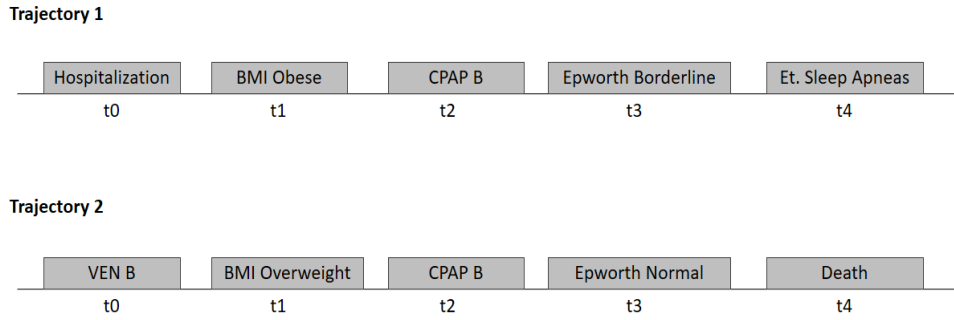 Trajectory 1
Hospitalization BMI Obese CPAP B Epworth Borderline Et. Sleep Apneas
t0 t1 t2 t3 t4
Trajectory 2
VEN B BMI Overweight CPAP B Epworth Normal Death
t0 t1 t2 t3 t4